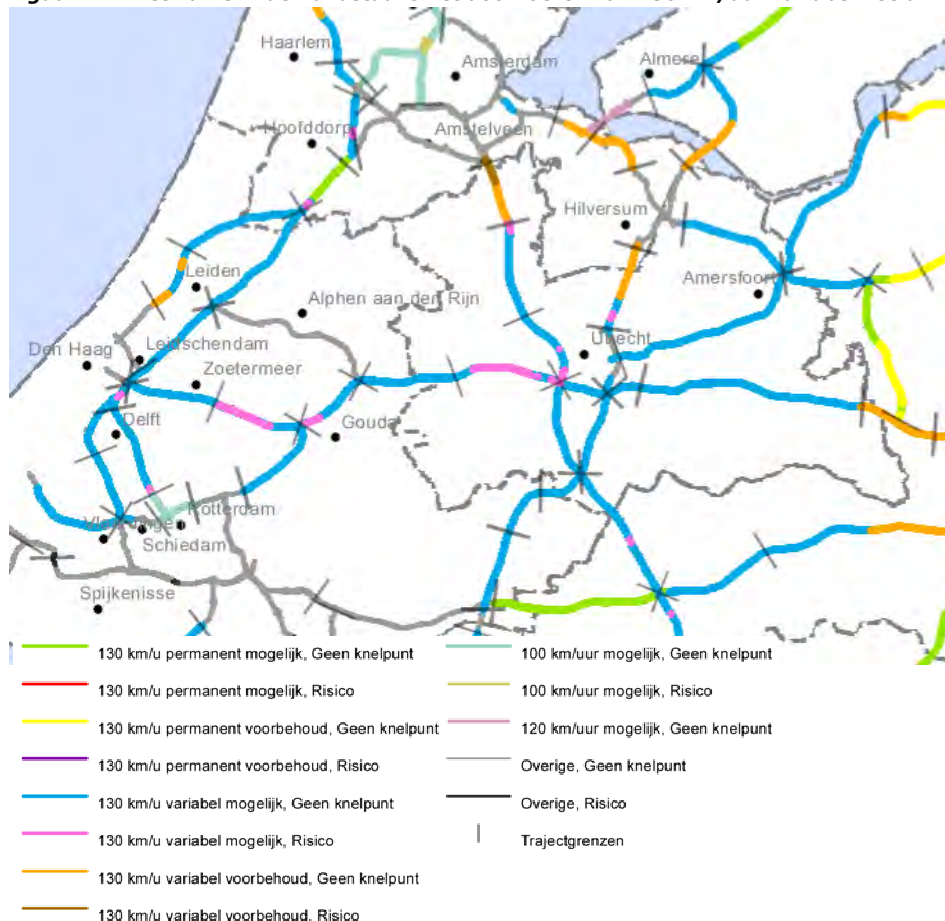 Haarlem
Amsterdam
Almere
Hoofddorp
Amstelveen
Hilversum
Leiden
Amersfoort
Alphen aan den Rijn
Den Haag
Leidschendam
Utrecht
Zoetermeer
Delft
Gouda
Rotterdam
Schiedam
Spijkenisse
130 km/u permanent mogelijk, Geen knelpunt
130 km/u permanent mogelijk, Risico
130 km/u permanent voorbehoud, Geen knelpunt
130 km/u permanent voorbehoud, Risico
130 km/u variabel mogelijk, Geen knelpunt
130 km/u variabel mogelijk, Risico
130 km/u variabel voorbehoud, Geen knelpunt
130 km/u variabel voorbehoud, Risico
100 km/uur mogelijk, Geen knelpunt
100 km/uur mogelijk, Risico
120 km/uur mogelijk, Geen knelpunt
Overige, Geen knelpunt
Overige, Risico
Trajectgrenzen